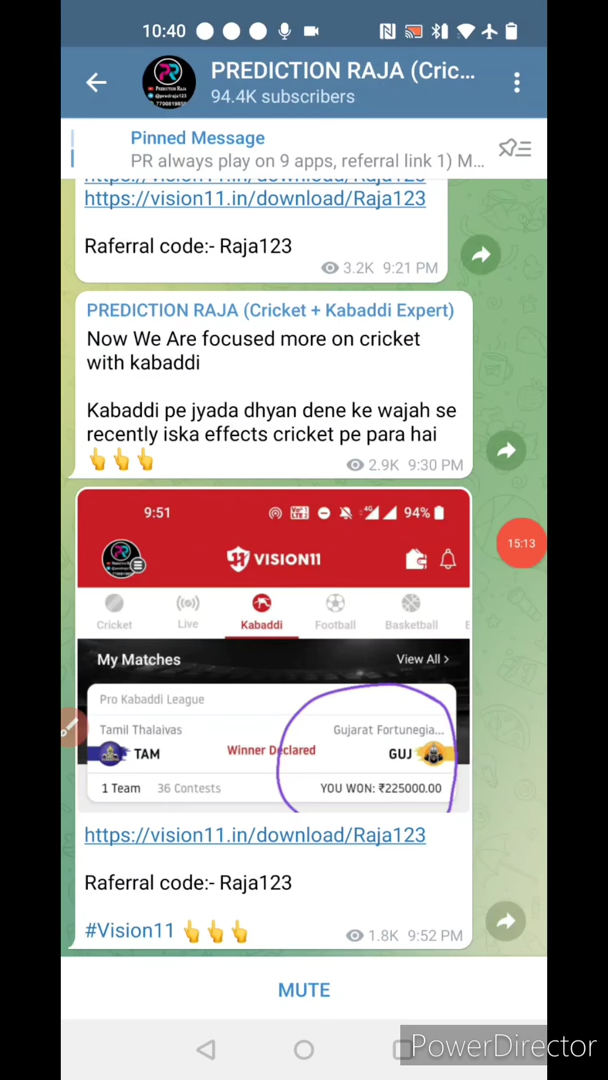 10:40
PREDICTION RAJA (Cric...
94.4K subscribers
Pinned Message
PR always play on 9 apps, referral link 1) M...
https://vision11.in/download/Raja123
https://vision11.in/download/Raja123
Raferral code:- Raja123
3.2K 9:21 PM
PREDICTION RAJA (Cricket + Kabaddi Expert)
Now We Are focused more on cricket
with kabaddi
Kabaddi pe jyada dhyan dene ke wajah se
recently iska effects cricket pe para hai
👆👆👆
2.9K 9:30 PM
15:13
9:51
4G 94%
VISION11
Cricket Live Kabaddi Football Basketball E
My Matches View All >
Pro Kabaddi League
Tamil Thalaivas Gujarat Fortunegia...
TAM Winner Declared GUJ
1 Team 36 Contests YOU WON: ₹225000.00
https://vision11.in/download/Raja123
Raferral code:- Raja123
#Vision11 👆👆👆
1.8K 9:52 PM
MUTE
PowerDirector